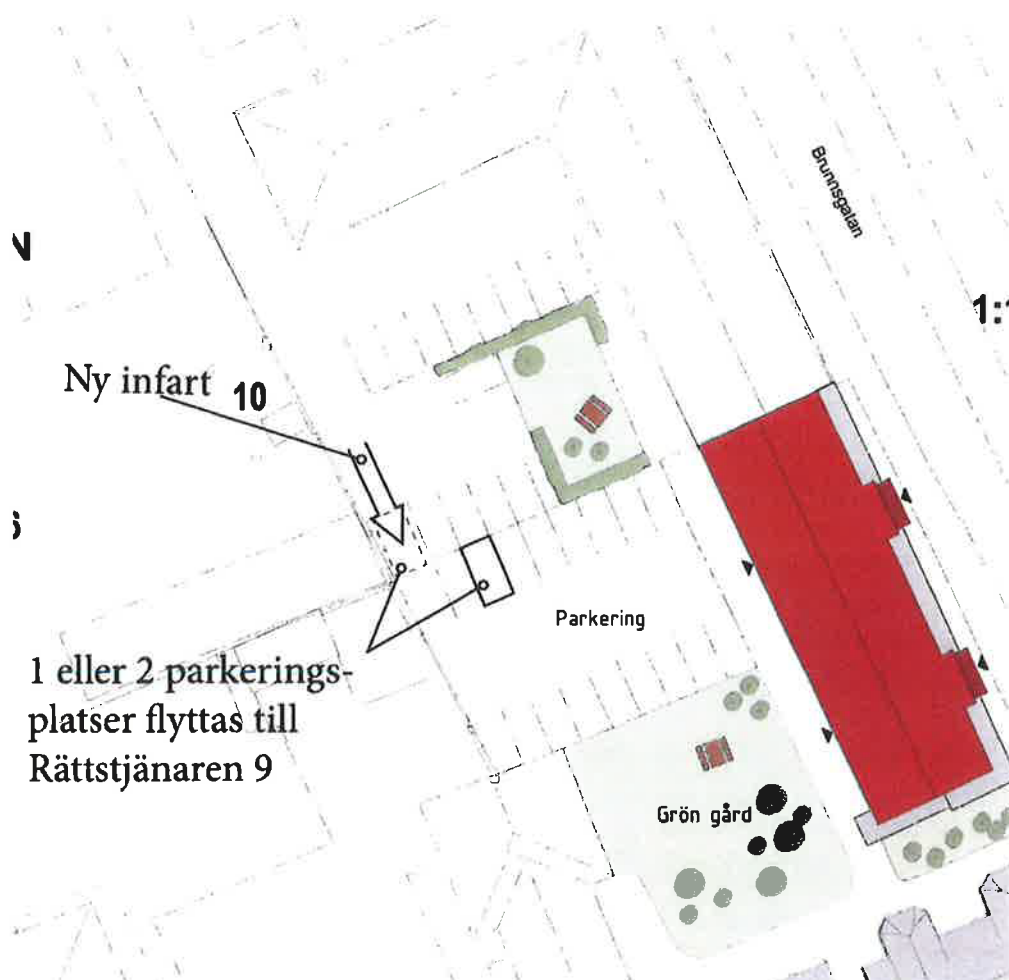 Brunnsgatan
N
1:
Ny infart
10
Parkering
1 eller 2 parkerings-
platser flyttas till
Rättstjänaren 9
Grön gård